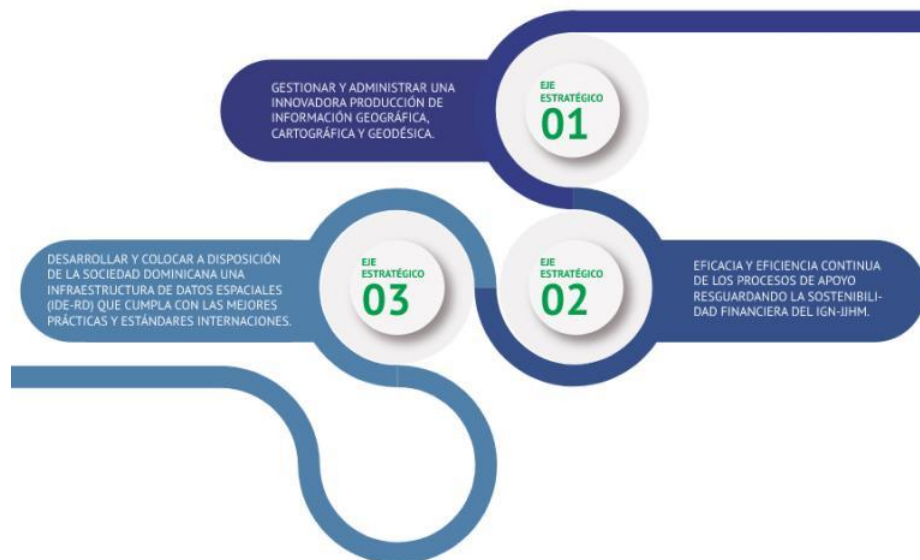 GESTIONAR Y ADMINISTRAR UNA
INNOVADORA PRODUCCIÓN DE
INFORMACIÓN GEOGRÁFICA,
CARTOGRÁFICA Y GEODÉSICA.
EJE
ESTRATÉGICO
01
DESARROLLAR Y COLOCAR A DISPOSICIÓN
DE LA SOCIEDAD DOMINICANA UNA
INFRAESTRUCTURA DE DATOS ESPACIALES
(IDE-RD) QUE CUMPLA CON LAS MEJORES
PRÁCTICAS Y ESTÁNDARES INTERNACIONES.
EJE
ESTRATÉGICO
03
EJE
ESTRATÉGICO
02
EFICACIA Y EFICIENCIA CONTINUA
DE LOS PROCESOS DE APOYO
RESGUARDANDO LA SOSTENIBILI-
DAD FINANCIERA DEL IGN-JJHM.